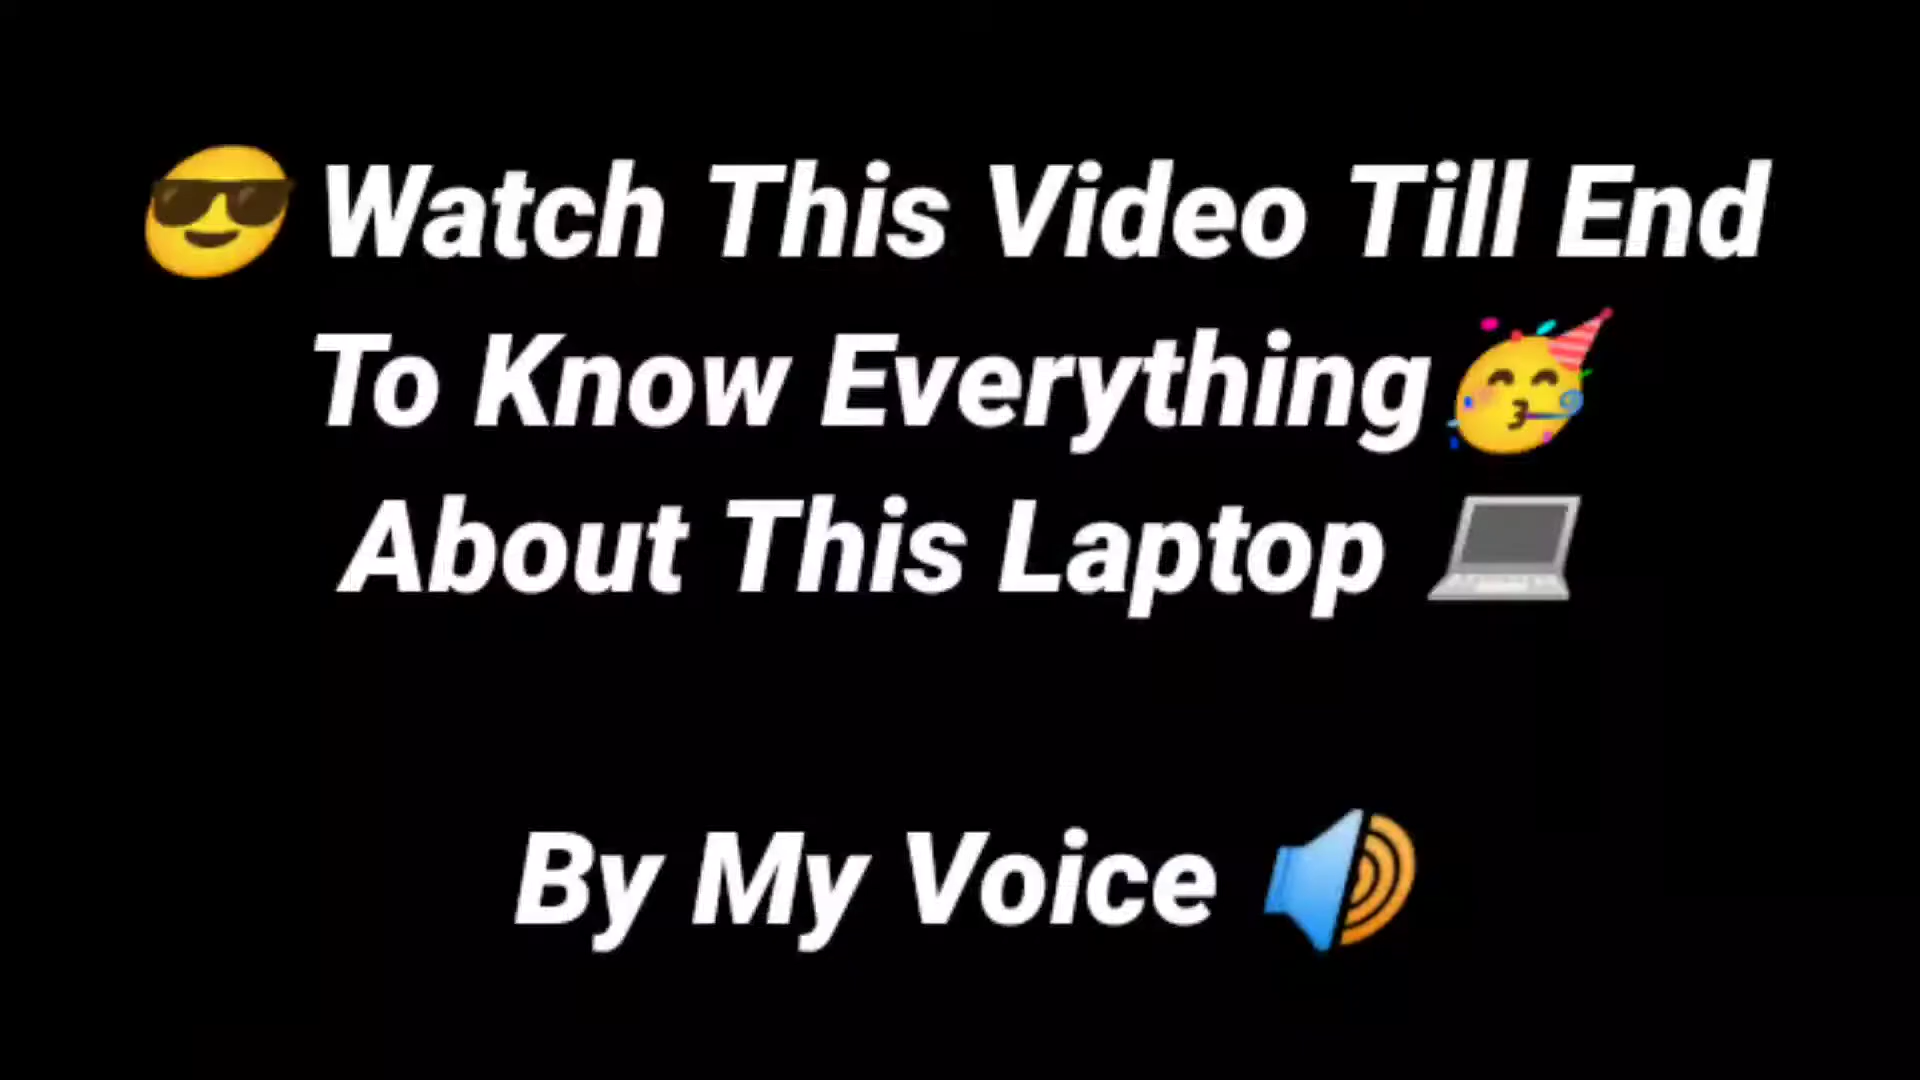 😎 Watch This Video Till End
To Know Everything🥳
About This Laptop 💻
By My Voice 🔊